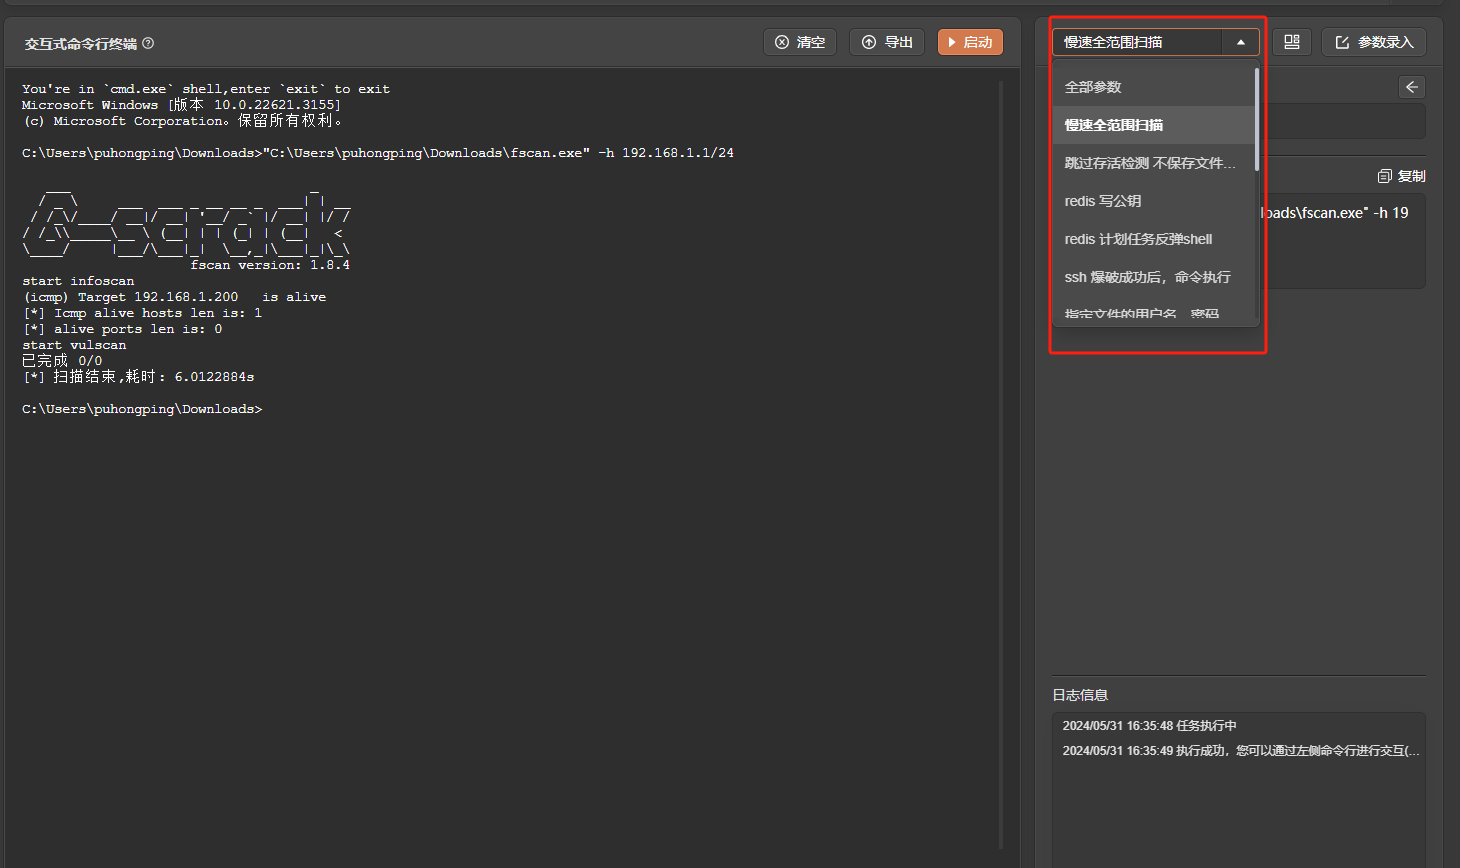 交互式命令行终端
清空
导出
启动
You're in `cmd.exe` shell,enter `exit` to exit
Microsoft Windows [版本 10.0.22621.3155]
(c) Microsoft Corporation。保留所有权利。
C:\Users\puhongping\Downloads>"C:\Users\puhongping\Downloads\fscan.exe" -h 192.168.1.1/24
fscan version: 1.8.4
start infoscan
(icmp) Target 192.168.1.200   is alive
[*] Icmp alive hosts len is: 1
[*] alive ports len is: 0
start vulscan
已完成 0/0
[*] 扫描结束,耗时: 6.0122884s
C:\Users\puhongping\Downloads>
慢速全范围扫描
参数录入
全部参数
慢速全范围扫描
跳过存活检测 不保存文件...
redis 写公钥
redis 计划任务反弹shell
ssh 爆破成功后，命令执行
指定文件的用户名、密码
复制
loads\fscan.exe" -h 19
日志信息
2024/05/31 16:35:48 任务执行中
2024/05/31 16:35:49 执行成功，您可以通过左侧命令行进行交互(...